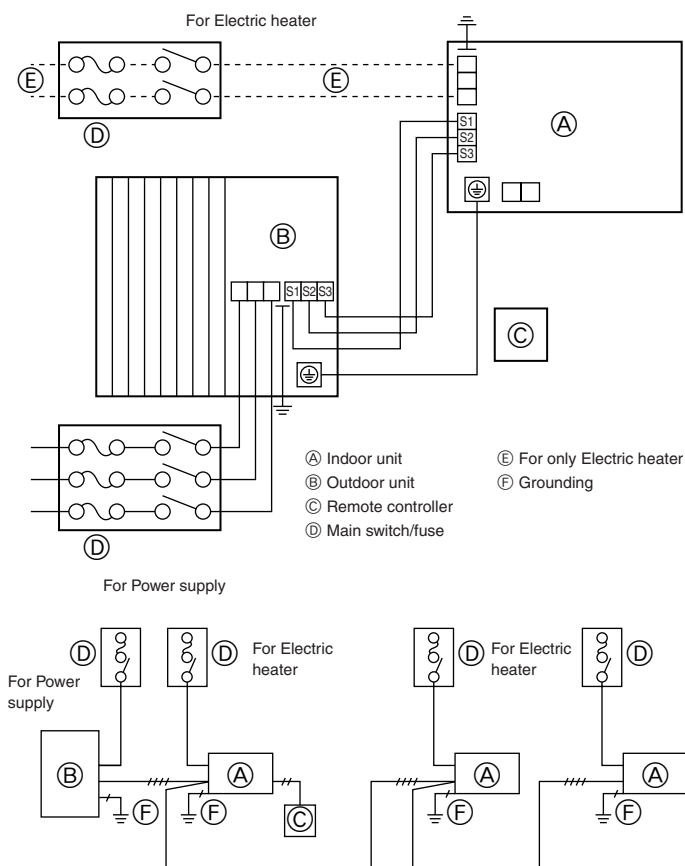 For Electric heater
Ⓔ Ⓔ
Ⓓ
Ⓐ
S1
S2
S3
Ⓑ
S1 S2 S3
Ⓒ
Ⓓ
Ⓐ Indoor unit
Ⓑ Outdoor unit
Ⓒ Remote controller
Ⓓ Main switch/fuse
Ⓔ For only Electric heater
Ⓕ Grounding
For Power supply
Ⓓ Ⓓ For Electric
heater
For Power
supply
Ⓑ Ⓐ
Ⓕ Ⓕ Ⓒ
Ⓓ For Electric
heater
Ⓓ
Ⓐ Ⓐ
Ⓕ Ⓕ